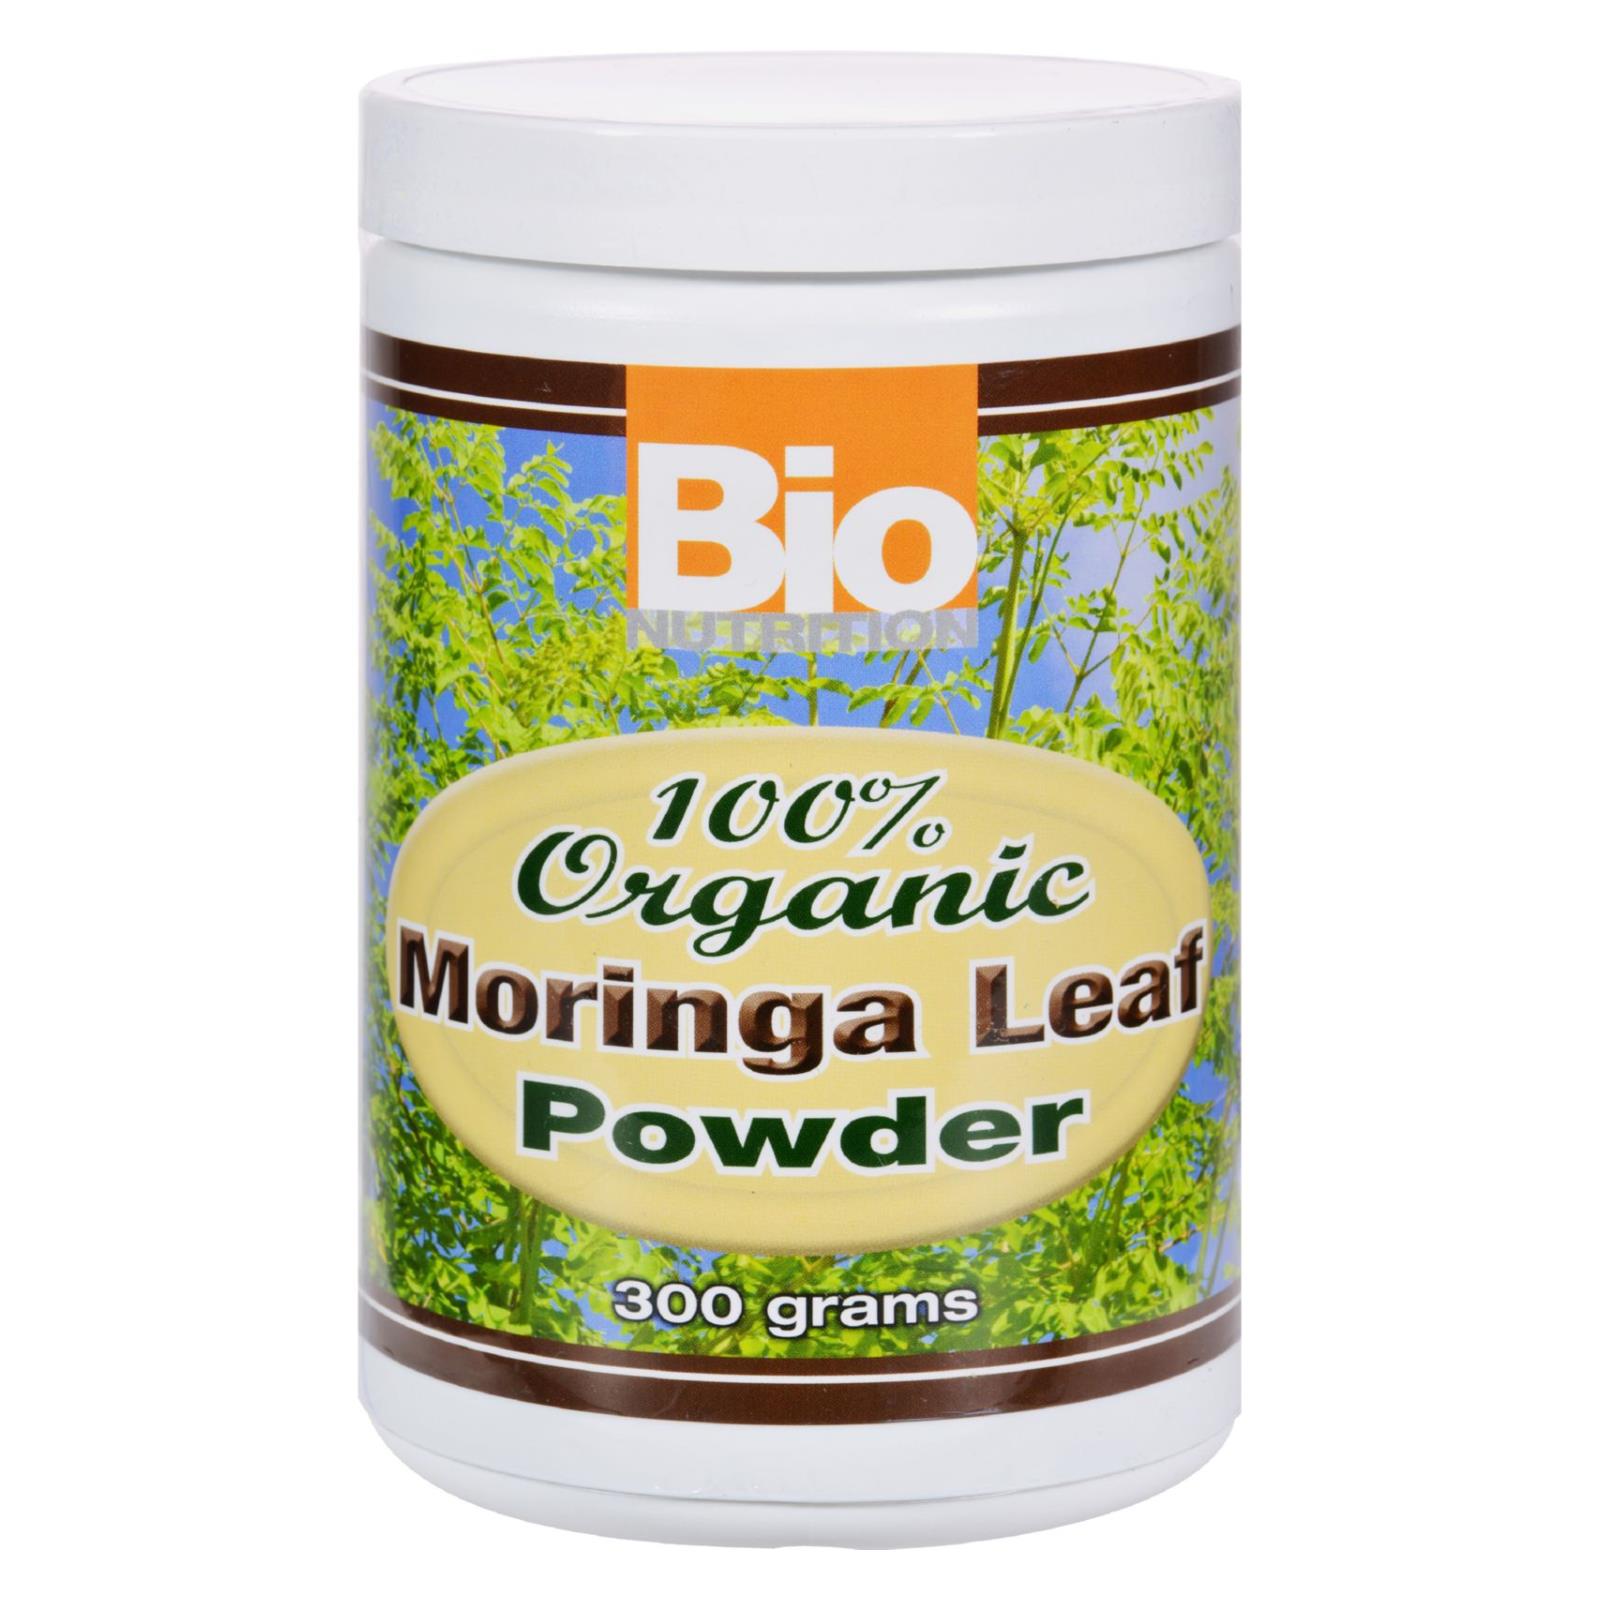 Bio
NUTRITION
100%
Organic
Moringa Leaf
Powder
300 grams